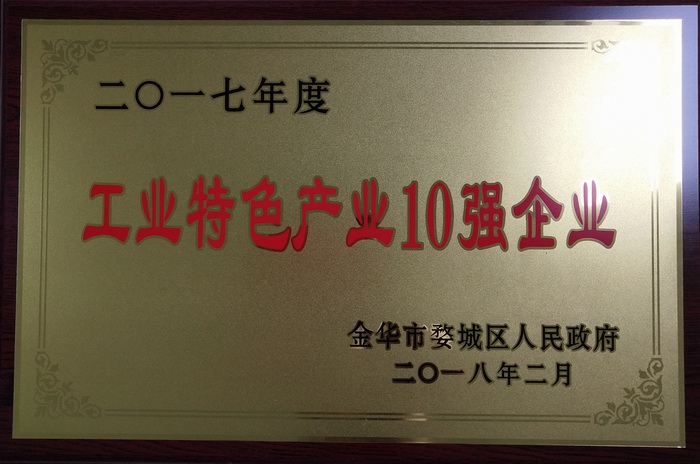 二〇一七年度
工业特色产业10强企业
金华市婺城区人民政府
二〇一八年二月